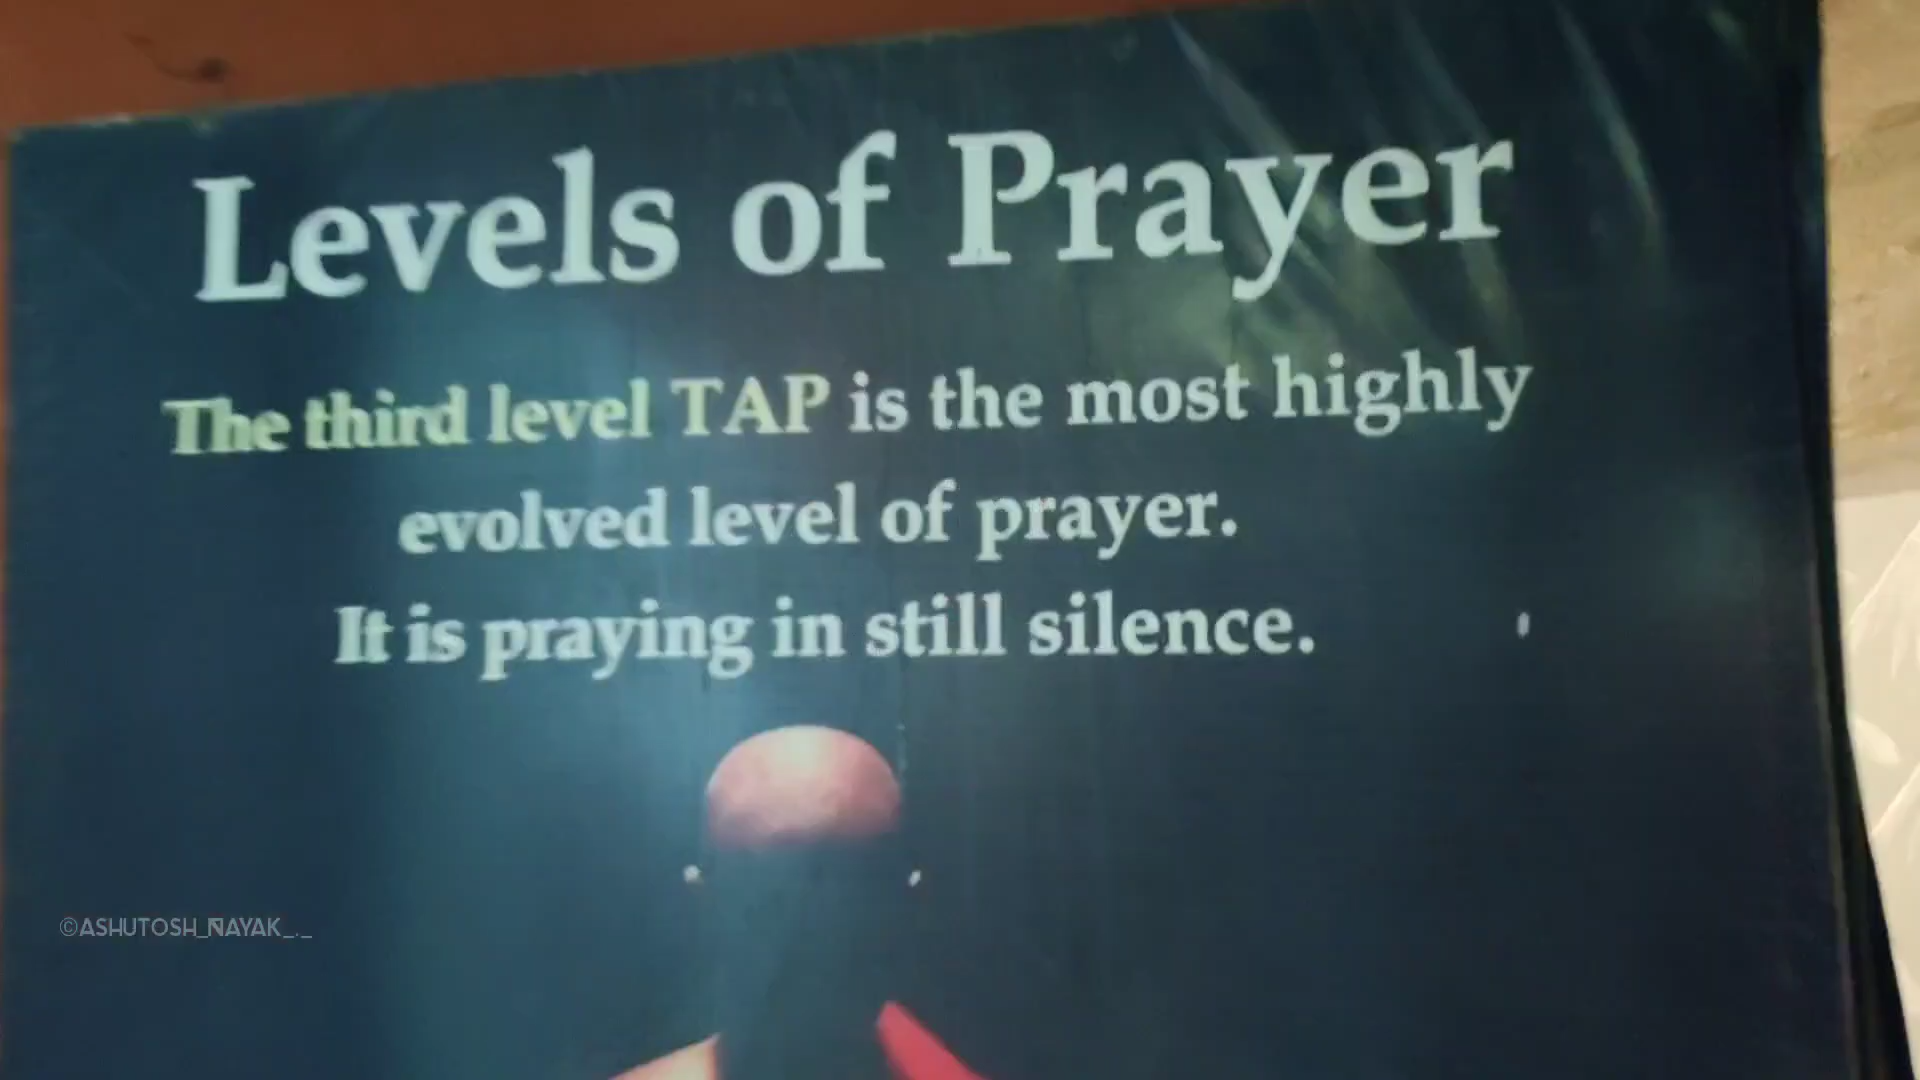 Levels of Prayer
The third level TAP is the most highly
evolved level of prayer.
It is praying in still silence.
©ASHUTOSH_NAYAK_._